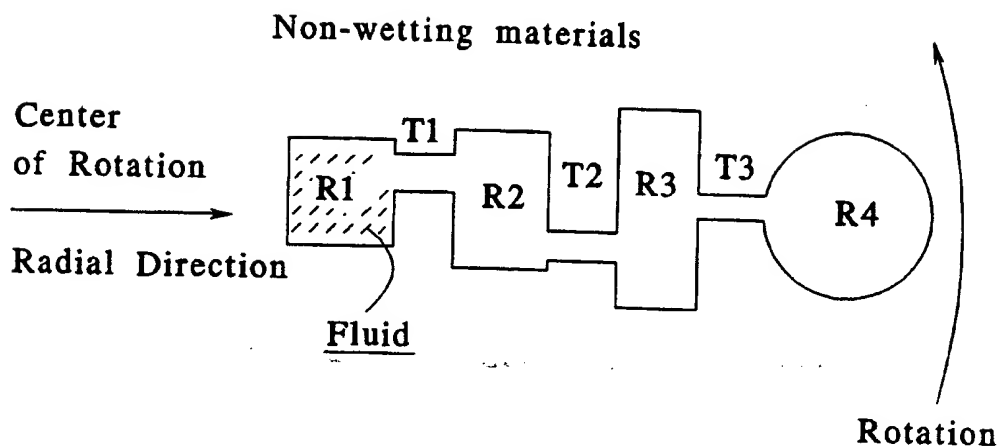 Non-wetting materials
Center
of Rotation
Radial Direction
R1
T1
R2
T2
R3
T3
R4
Fluid
Rotation